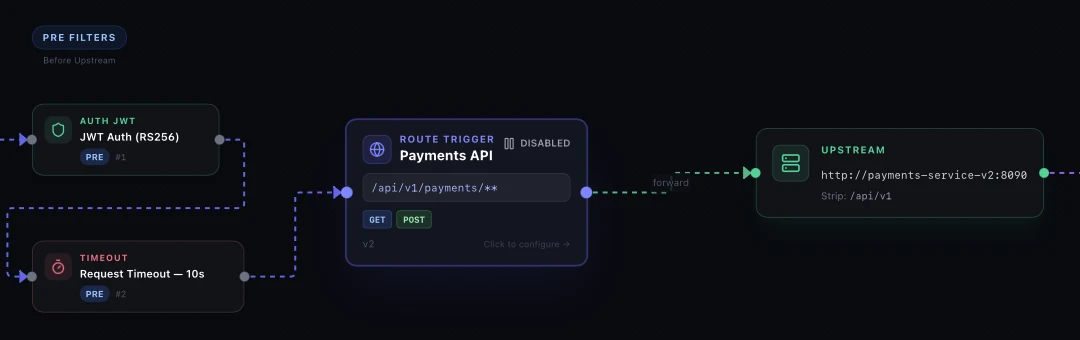 PRE FILTERS
Before Upstream
AUTH JWT
JWT Auth (RS256)
PRE #1
TIMEOUT
Request Timeout — 10s
PRE #2
ROUTE TRIGGER
DISABLED
Payments API
/api/v1/payments/**
GET POST
v2
Click to configure →
forward
UPSTREAM
http://payments-service-v2:8090
Strip: /api/v1